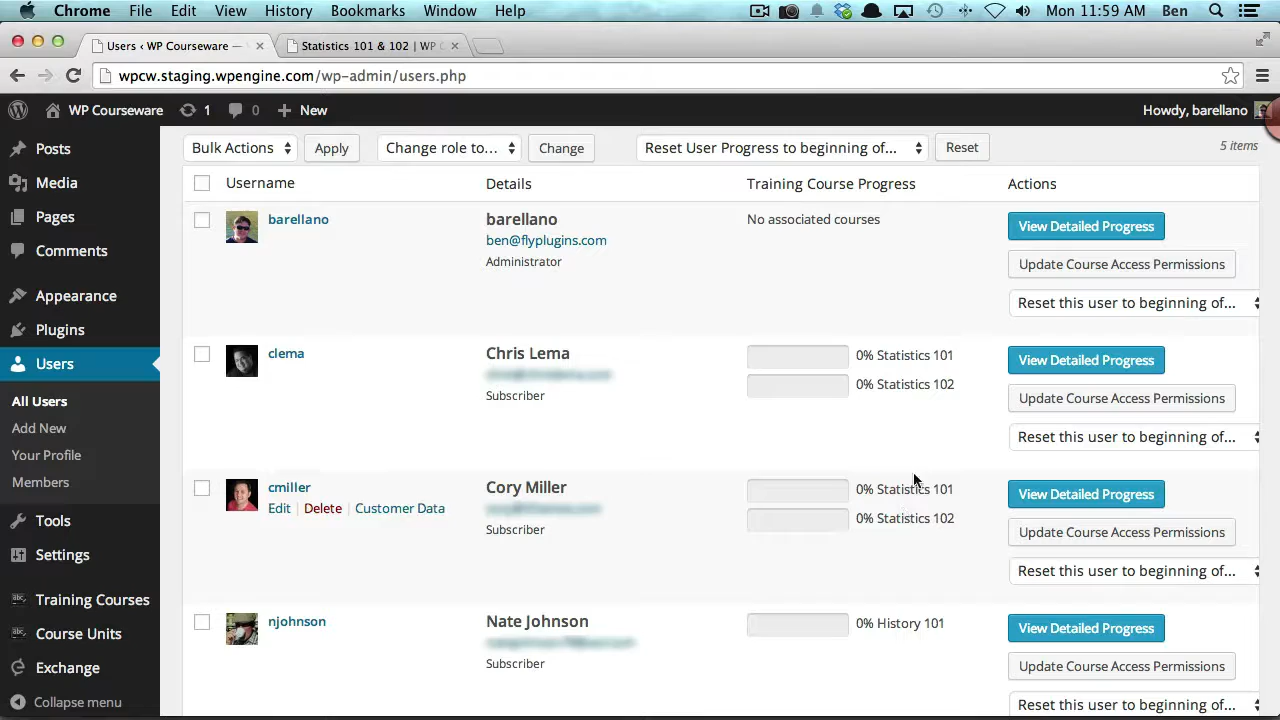 Chrome File Edit View History Bookmarks Window Help Mon 11:59 AM Ben
Users ‹ WP Courseware — Statistics 101 & 102 | WP
wpcw.staging.wpengine.com/wp-admin/users.php
WP Courseware 1 0 New Howdy, barellano
Posts
Media
Pages
Comments
Appearance
Plugins
Users
All Users
Add New
Your Profile
Members
Tools
Settings
Training Courses
Course Units
Exchange
Collapse menu
Bulk Actions Apply Change role to... Change Reset User Progress to beginning of... Reset 5 items
Username Details Training Course Progress Actions
barellano barellano No associated courses View Detailed Progress
ben@flyplugins.com
Administrator
Update Course Access Permissions
Reset this user to beginning of...
clema Chris Lema 0% Statistics 101 View Detailed Progress
0% Statistics 102
Subscriber
Update Course Access Permissions
Reset this user to beginning of...
cmiller Cory Miller 0% Statistics 101 View Detailed Progress
Edit | Delete | Customer Data
0% Statistics 102
Subscriber
Update Course Access Permissions
Reset this user to beginning of...
njohnson Nate Johnson 0% History 101 View Detailed Progress
Subscriber
Update Course Access Permissions
Reset this user to beginning of...